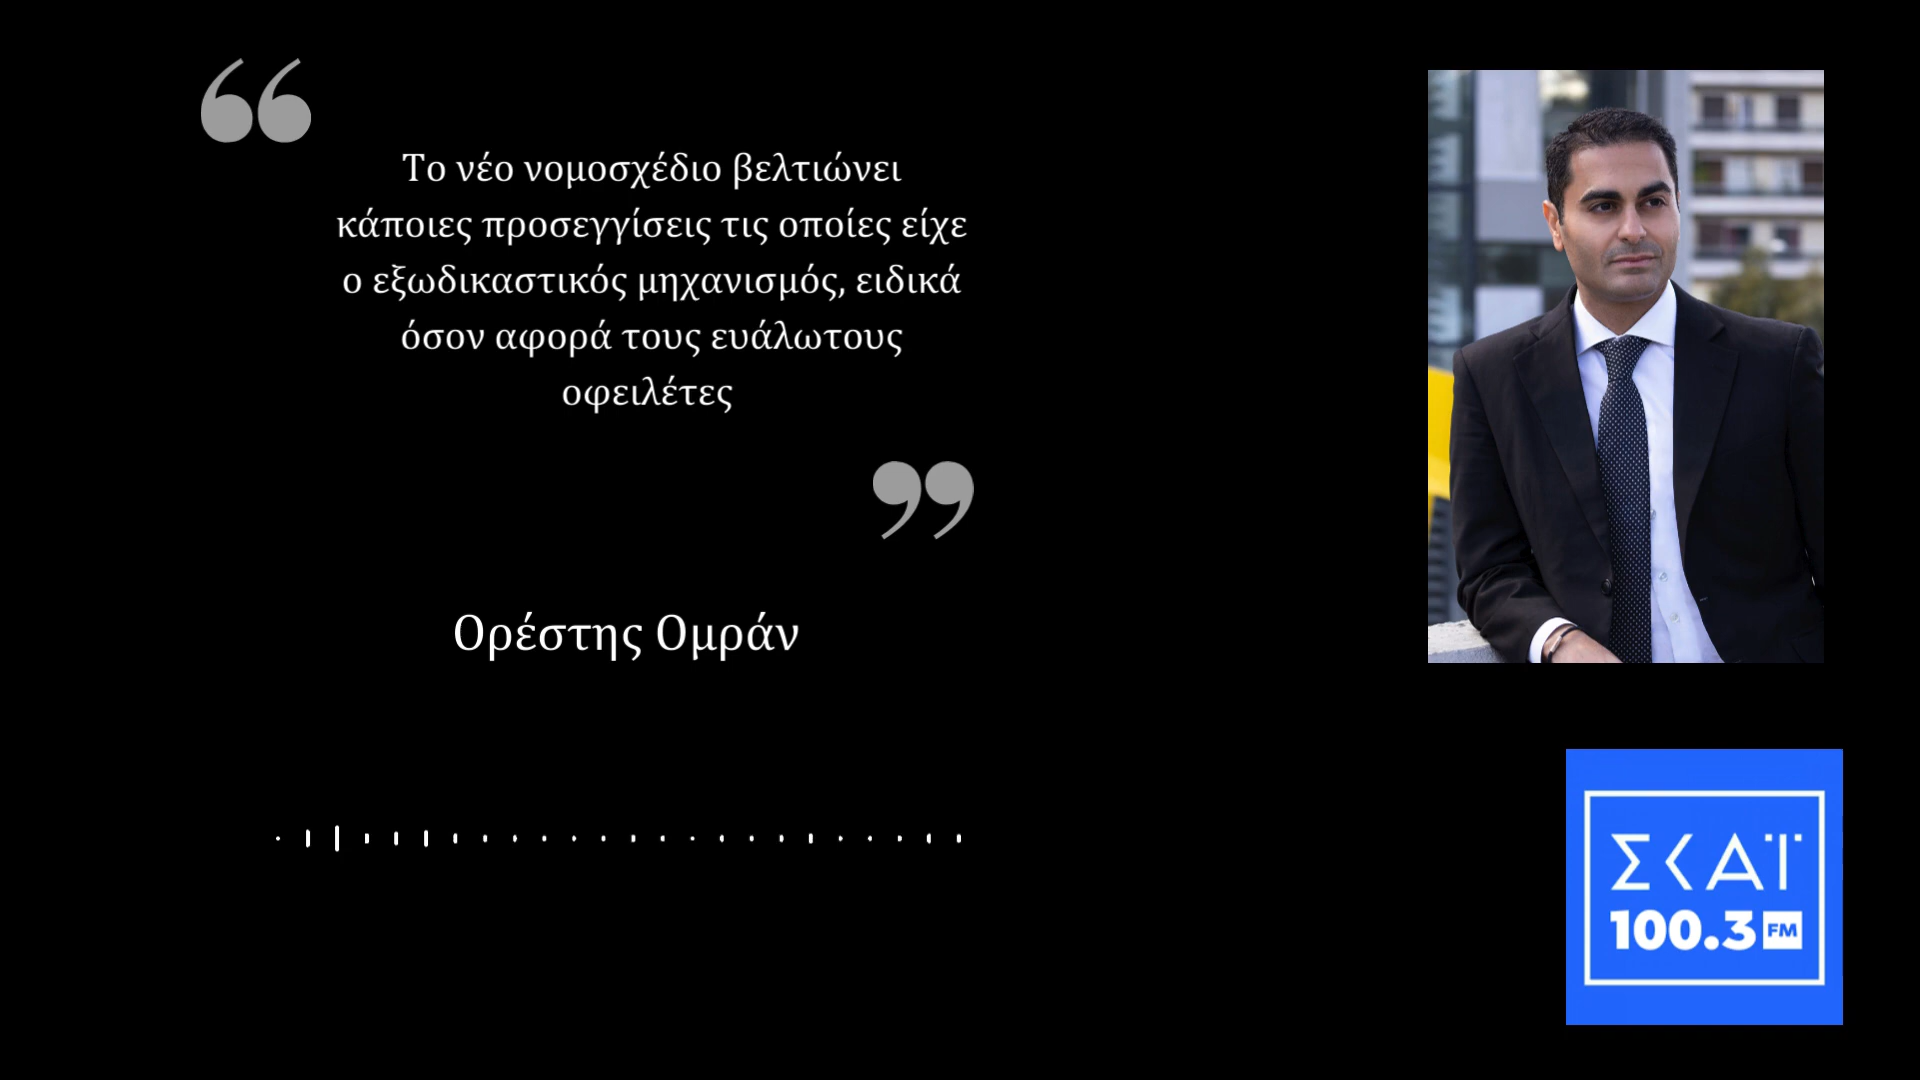 “
Το νέο νομοσχέδιο βελτιώνει
κάποιες προσεγγίσεις τις οποίες είχε
ο εξωδικαστικός μηχανισμός, ειδικά
όσον αφορά τους ευάλωτους
οφειλέτες
”
Ορέστης Ομράν
ΣΚΑΪ
100.3 FM